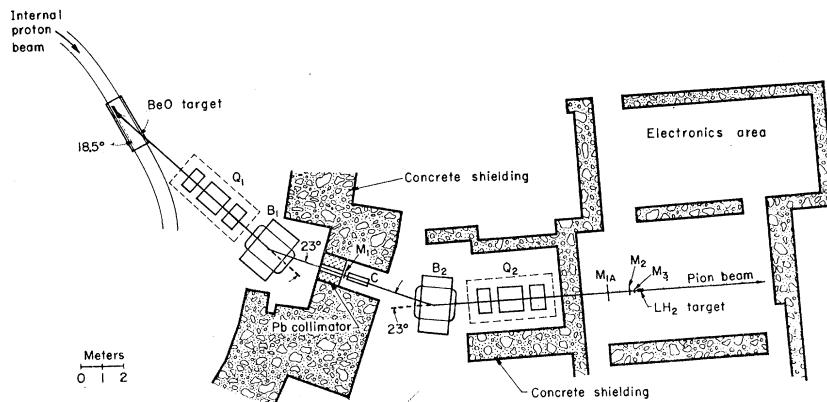 Internal
proton
beam
BeO target
18.5°
Q₁
B₁
23°
Concrete shielding
M₁
C
Pb collimator
23°
B₂
Q₂
Electronics area
M₁A
M₂
M₃
Pion beam
LH₂ target
Concrete shielding
Meters
0 1 2